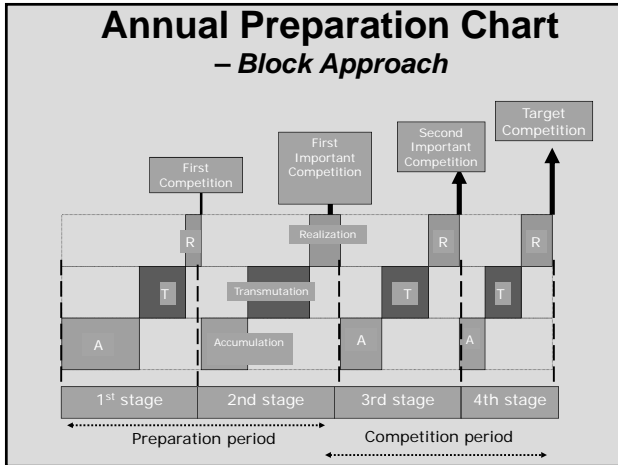 Annual Preparation Chart
– Block Approach
Target
Competition
First
Important
Competition
Second
Important
Competition
First
Competition
R
Realization
R
R
T
Transmutation
T
T
A
Accumulation
A
A
1st stage
2nd stage
3rd stage
4th stage
Preparation period
Competition period